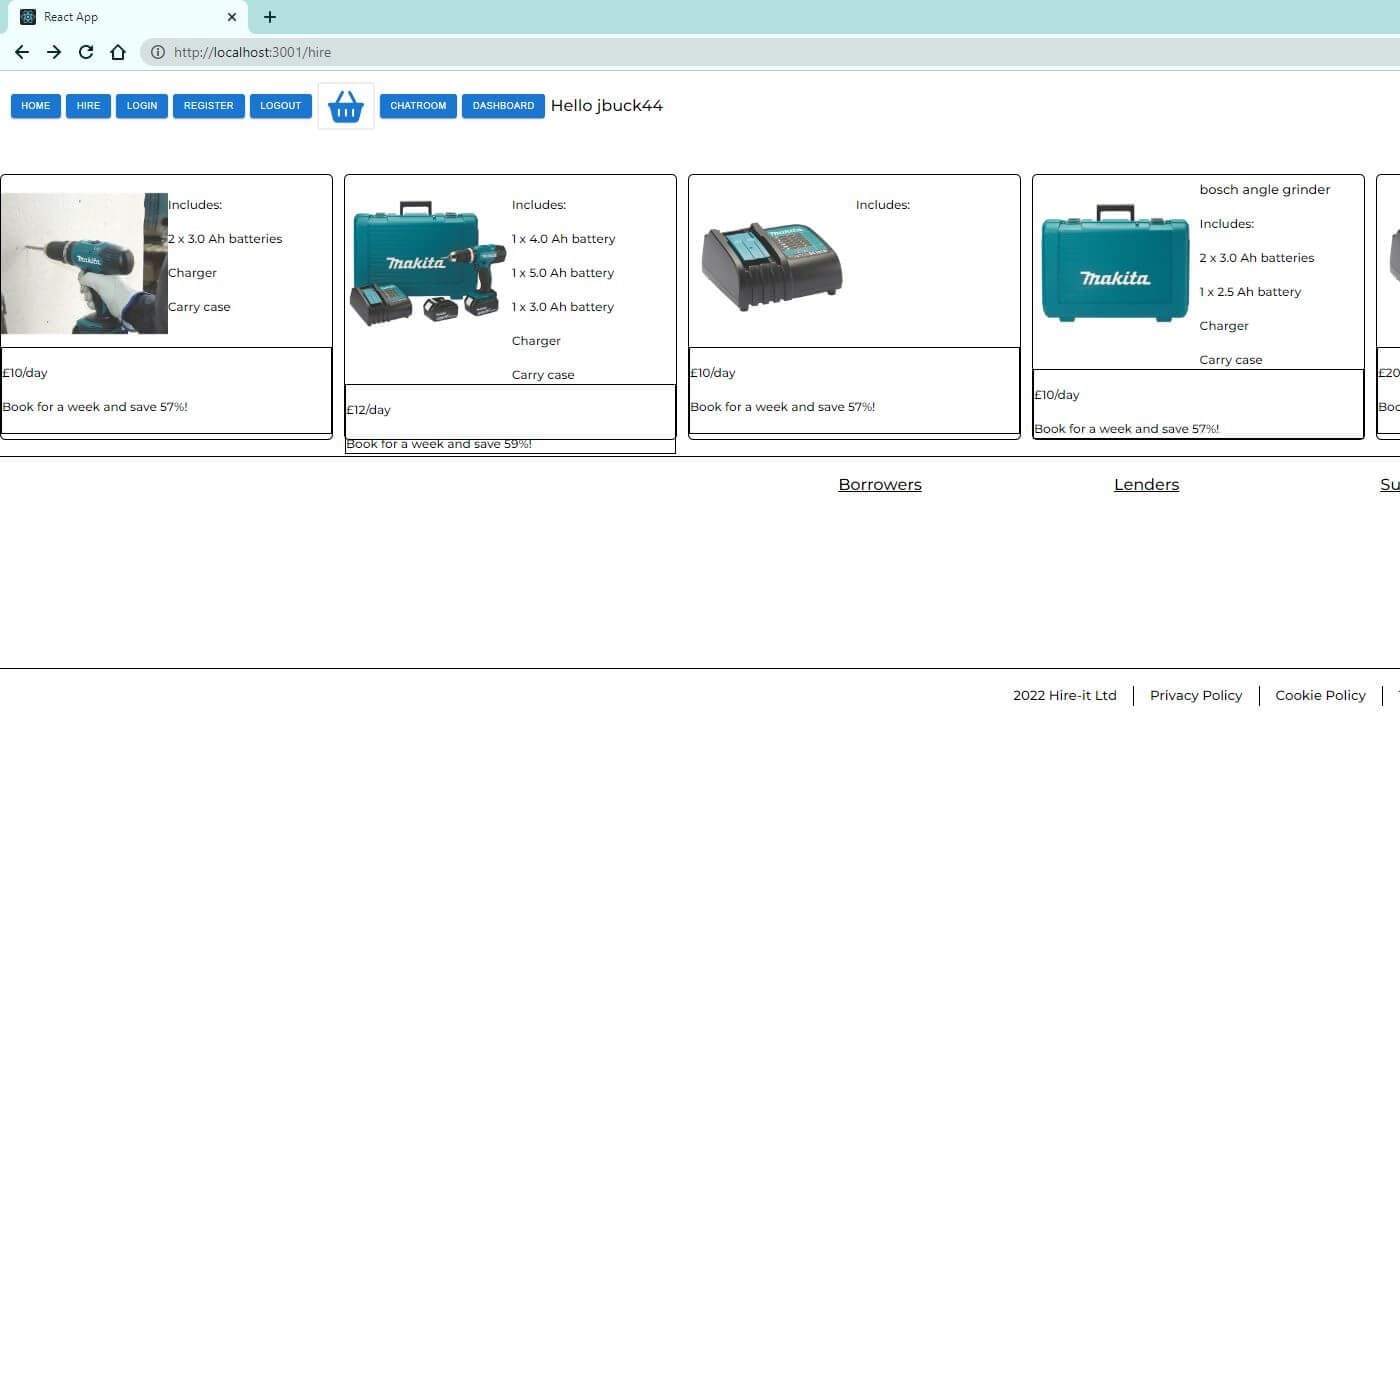 React App
http://localhost:3001/hire
HOME HIRE LOGIN REGISTER LOGOUT CHATROOM DASHBOARD Hello jbuck44
Includes:
2 x 3.0 Ah batteries
Charger
Carry case
£10/day
Book for a week and save 57%!
makita
Includes:
1 x 4.0 Ah battery
1 x 5.0 Ah battery
1 x 3.0 Ah battery
Charger
Carry case
£12/day
Book for a week and save 59%!
makita
Includes:
£10/day
Book for a week and save 57%!
makita
bosch angle grinder
Includes:
2 x 3.0 Ah batteries
1 x 2.5 Ah battery
Charger
Carry case
£10/day
Book for a week and save 57%!
£20
Boo
Borrowers Lenders Su
2022 Hire-it Ltd Privacy Policy Cookie Policy